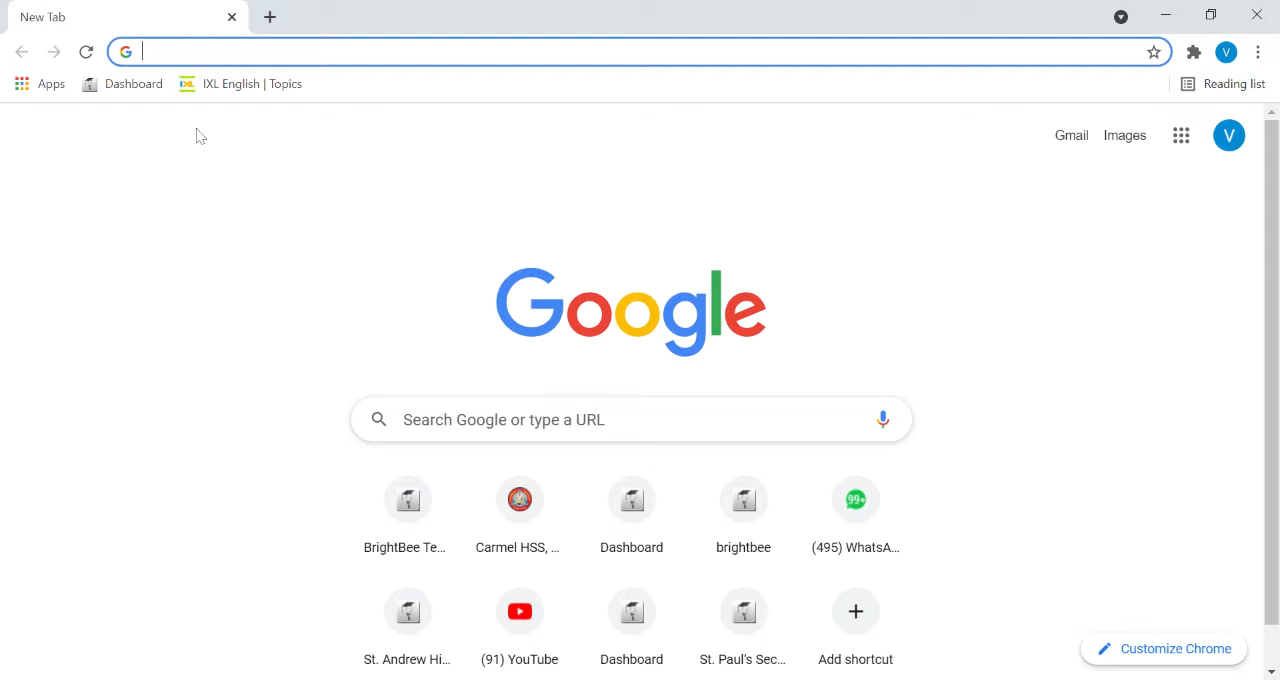 New Tab
Apps Dashboard IXL IXL English | Topics Reading list
Gmail Images V
Google
Search Google or type a URL
99+
BrightBee Te... Carmel HSS, ... Dashboard brightbee (495) WhatsA...
St. Andrew Hi... (91) YouTube Dashboard St. Paul's Sec... Add shortcut
Customize Chrome